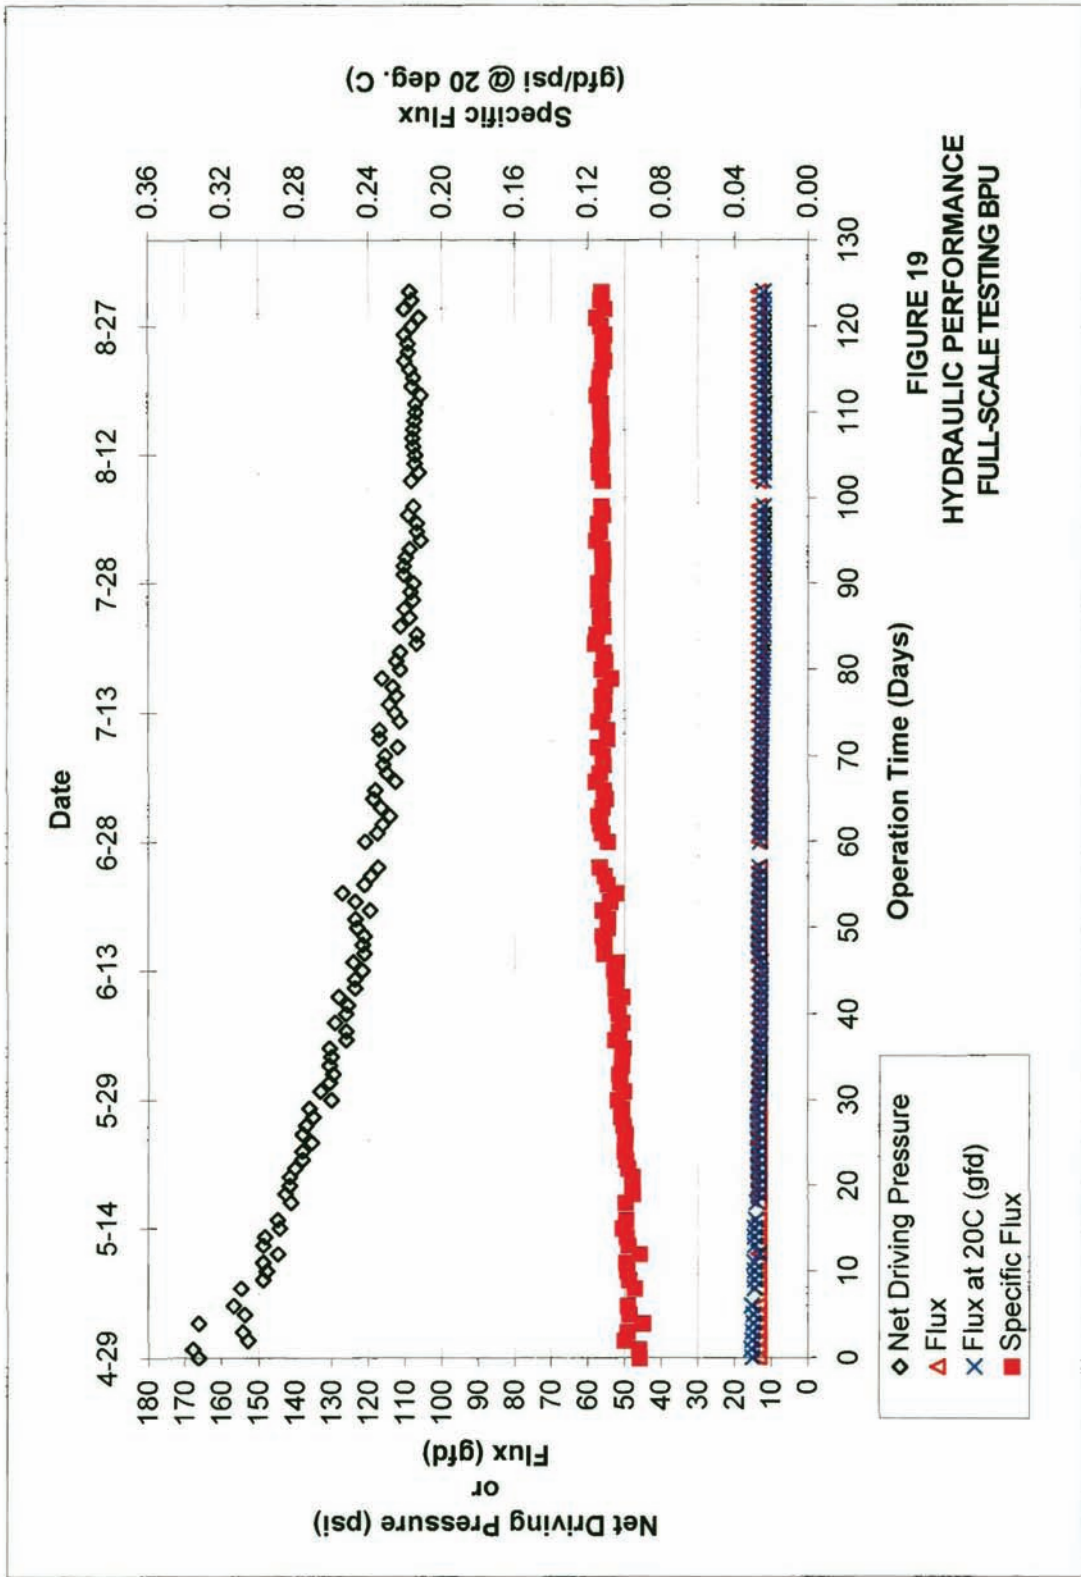 Date
4-29 5-14 5-29 6-13 6-28 7-13 7-28 8-12 8-27
Net Driving Pressure (psi)
or
Flux (gfd)
180
170
160
150
140
130
120
110
100
90
80
70
60
50
40
30
20
10
0
0.36
0.32
0.28
0.24
0.20
0.16
0.12
0.08
0.04
0.00
Specific Flux
(gfd/psi @ 20 deg. C)
0 10 20 30 40 50 60 70 80 90 100 110 120 130
Operation Time (Days)
Net Driving Pressure
Flux
Flux at 20C (gfd)
Specific Flux
FIGURE 19
HYDRAULIC PERFORMANCE
FULL-SCALE TESTING BPU